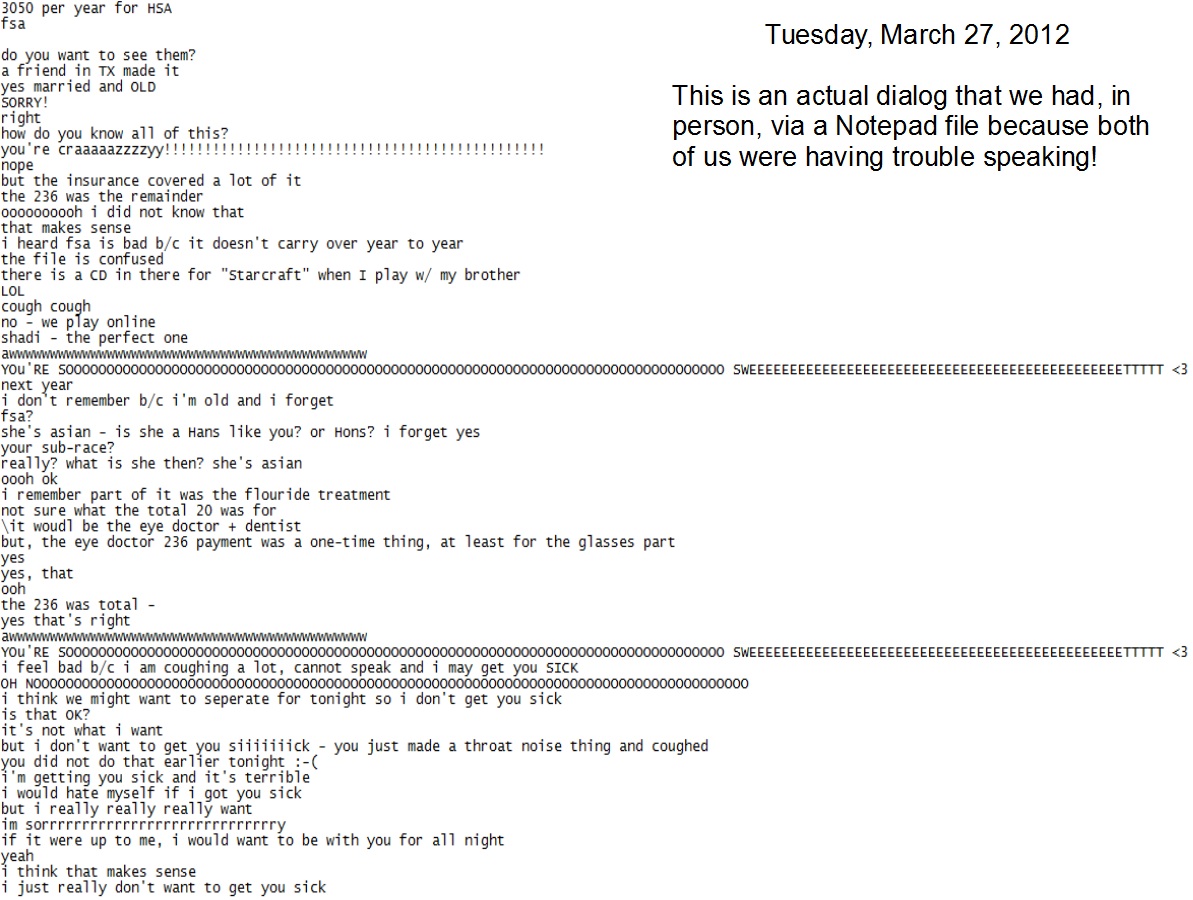 3050 per year for HSA
fsa
do you want to see them?
a friend in TX made it
yes married and OLD
SORRY!
right
how do you know all of this?
you're craaaaazzzzyy!!!!!!!!!!!!!!!!!!!!!!!!!!!!!!!!!!!!!!!!!!!!!!!
nope
but the insurance covered a lot of it
the 236 was the remainder
oooooooooh i did not know that
that makes sense
i heard fsa is bad b/c it doesn't carry over year to year
the file is confused
there is a CD in there for "Starcraft" when I play w/ my brother
LOL
cough cough
no - we play online
shadi - the perfect one
awwwwwwwwwwwwwwwwwwwwwwwwwwwwwwwwwwwwwwwwwwww
YOU'RE SOOOOOOOOOOOOOOOOOOOOOOOOOOOOOOOOOOOOOOOOOOOOOOOOOOOOOOOOOOOOOOOOOOOOOOOOOOOOOOOOO SWEEEEEEEEEEEEEEEEEEEEEEEEEEEEEEEEEEEEEEEEEEEEEETTTTT <3
next year
i don't remember b/c i'm old and i forget
fsa?
she's asian - is she a Hans like you? or Hons? i forget yes
your sub-race?
really? what is she then? she's asian
oooh ok
i remember part of it was the flouride treatment
not sure what the total 20 was for
\it woudl be the eye doctor + dentist
but, the eye doctor 236 payment was a one-time thing, at least for the glasses part
yes
yes, that
ooh
the 236 was total -
yes that's right
awwwwwwwwwwwwwwwwwwwwwwwwwwwwwwwwwwwwwwwwwwww
YOU'RE SOOOOOOOOOOOOOOOOOOOOOOOOOOOOOOOOOOOOOOOOOOOOOOOOOOOOOOOOOOOOOOOOOOOOOOOOOOOOOOOOO SWEEEEEEEEEEEEEEEEEEEEEEEEEEEEEEEEEEEEEEEEEEEEEETTTTT <3
i feel bad b/c i am coughing a lot, cannot speak and i may get you SICK
OH NOOOOOOOOOOOOOOOOOOOOOOOOOOOOOOOOOOOOOOOOOOOOOOOOOOOOOOOOOOOOOOOOOOOOOOOOOOOOOOOOOOOOOOOO
i think we might want to seperate for tonight so i don't get you sick
is that OK?
it's not what i want
but i don't want to get you siiiiiiick - you just made a throat noise thing and coughed
you did not do that earlier tonight :-(
i'm getting you sick and it's terrible
i would hate myself if i got you sick
but i really really really want
im sorrrrrrrrrrrrrrrrrrrrrrrrrrrrry
if it were up to me, i would want to be with you for all night
yeah
i think that makes sense
i just really don't want to get you sick
Tuesday, March 27, 2012
This is an actual dialog that we had, in
person, via a Notepad file because both
of us were having trouble speaking!